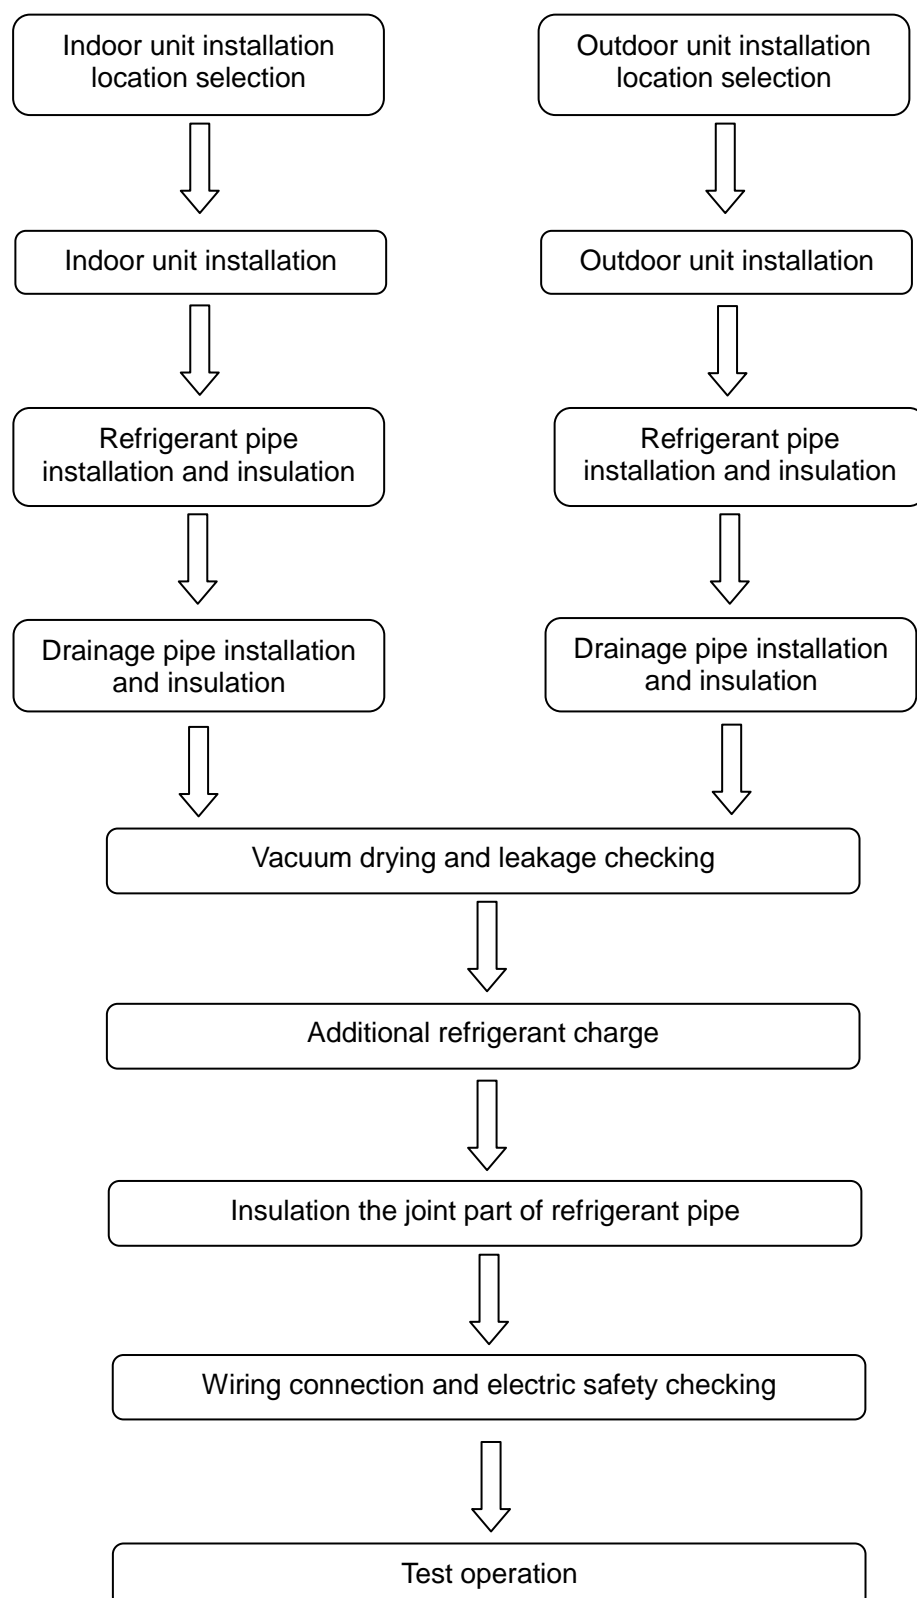 Indoor unit installation
location selection
Outdoor unit installation
location selection
Indoor unit installation
Outdoor unit installation
Refrigerant pipe
installation and insulation
Refrigerant pipe
installation and insulation
Drainage pipe installation
and insulation
Drainage pipe installation
and insulation
Vacuum drying and leakage checking
Additional refrigerant charge
Insulation the joint part of refrigerant pipe
Wiring connection and electric safety checking
Test operation